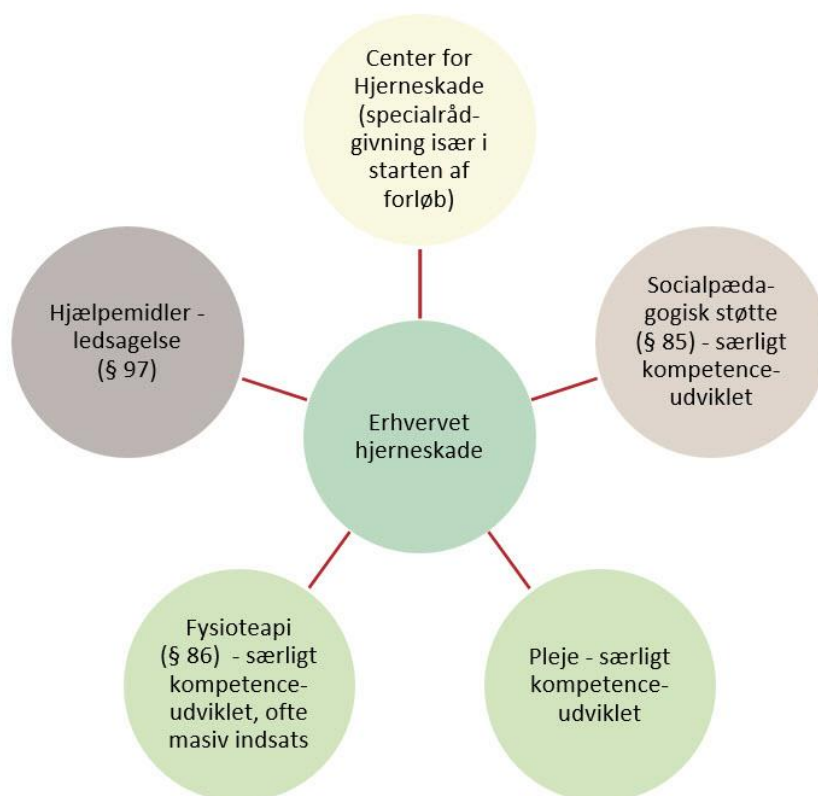 Center for
Hjerneskade
(specialråd-
givning især i
starten af
forløb)
Hjælpemidler -
ledsagelse
(§ 97)
Socialpæda-
gogisk støtte
(§ 85) - særligt
kompetence-
udviklet
Erhvervet
hjerneskade
Fysioteapi
(§ 86)  - særligt
kompetence-
udviklet, ofte
masiv indsats
Pleje - særligt
kompetence-
udviklet